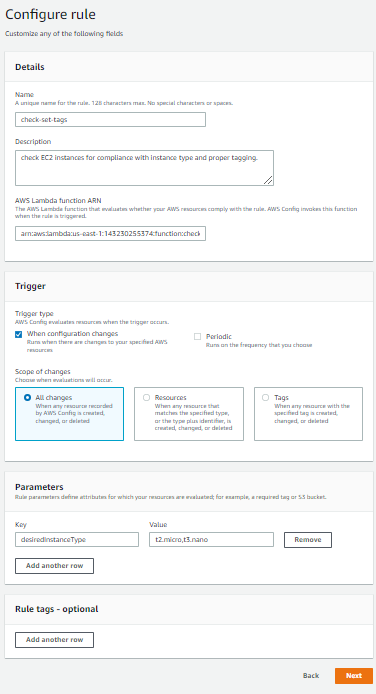 Configure rule
Customize any of the following fields
Details
Name
A unique name for the rule. 128 characters max. No special characters or spaces.
check-set-tags
Description
check EC2 instances for compliance with instance type and proper tagging.
AWS Lambda function ARN
The AWS Lambda function that evaluates whether your AWS resources comply with the rule. AWS Config invokes this function
when the rule is triggered.
arn:aws:lambda:us-east-1:143230255374:function:check
Trigger
Trigger type
AWS Config evaluates resources when the trigger occurs.
When configuration changes
Runs when there are changes to your specified AWS
resources
Periodic
Runs on the frequency that you choose
Scope of changes
Choose when evaluations will occur.
All changes
When any resource recorded
by AWS Config is created,
changed, or deleted
Resources
When any resource that
matches the specified type,
or the type plus identifier, is
created, changed, or deleted
Tags
When any resource with the
specified tag is created,
changed, or deleted
Parameters
Rule parameters define attributes for which your resources are evaluated; for example, a required tag or S3 bucket.
Key
Value
desiredInstanceType
t2.micro,t3.nano
Remove
Add another row
Rule tags - optional
Add another row
Back
Next